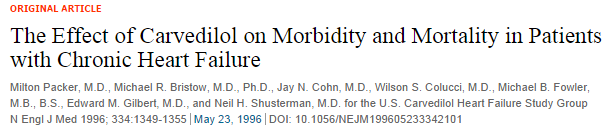 ORIGINAL ARTICLE
The Effect of Carvedilol on Morbidity and Mortality in Patients
with Chronic Heart Failure
Milton Packer, M.D., Michael R. Bristow, M.D., Ph.D., Jay N. Cohn, M.D., Wilson S. Colucci, M.D., Michael B. Fowler,
M.B., B.S., Edward M. Gilbert, M.D., and Neil H. Shusterman, M.D. for the U.S. Carvedilol Heart Failure Study Group
N Engl J Med 1996; 334:1349-1355 | May 23, 1996 | DOI: 10.1056/NEJM199605233342101